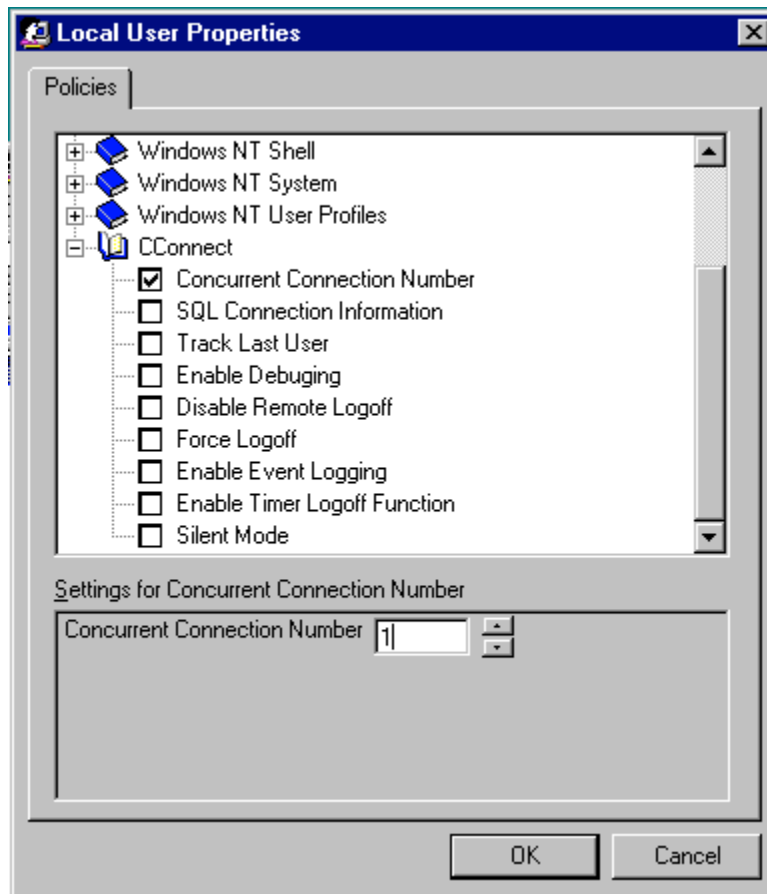 Local User Properties
Policies
Windows NT Shell
Windows NT System
Windows NT User Profiles
CConnect
Concurrent Connection Number
SQL Connection Information
Track Last User
Enable Debuging
Disable Remote Logoff
Force Logoff
Enable Event Logging
Enable Timer Logoff Function
Silent Mode
Settings for Concurrent Connection Number
Concurrent Connection Number 1
OK Cancel